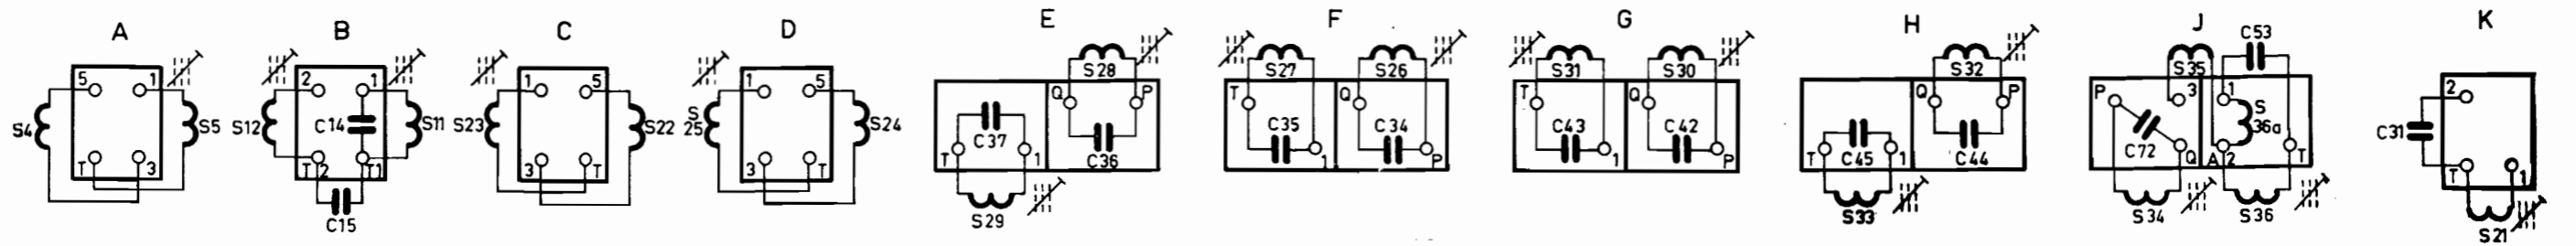 A B C D E F G H J K
5 1 S4 S5 T 3
2 1 S12 C14 S11 T2 T1 C15
1 5 S23 S22 3 T
1 5 S25 S24 3 T
S28 Q P C37 C36 T 1 S29
S27 S26 T Q C35 C34 1 P
S31 S30 T Q C43 C42 1 P
S32 Q P C45 C44 T 1 S33
C53 S35 P 3 1 S36a C72 Q A 2 T S34 S36
2 C31 T 1 S21